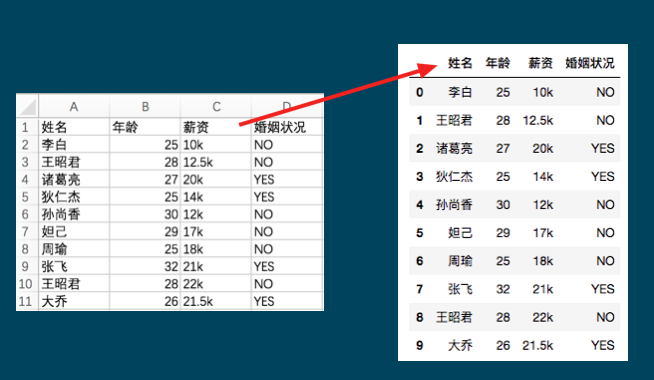 A B C D
1 姓名 年龄 薪资 婚姻状况
2 李白 25 10k NO
3 王昭君 28 12.5k NO
4 诸葛亮 27 20k YES
5 狄仁杰 25 14k YES
6 孙尚香 30 12k NO
7 妲己 29 17k NO
8 周瑜 25 18k NO
9 张飞 32 21k YES
10 王昭君 28 22k NO
11 大乔 26 21.5k YES
姓名 年龄 薪资 婚姻状况
0 李白 25 10k NO
1 王昭君 28 12.5k NO
2 诸葛亮 27 20k YES
3 狄仁杰 25 14k YES
4 孙尚香 30 12k NO
5 妲己 29 17k NO
6 周瑜 25 18k NO
7 张飞 32 21k YES
8 王昭君 28 22k NO
9 大乔 26 21.5k YES